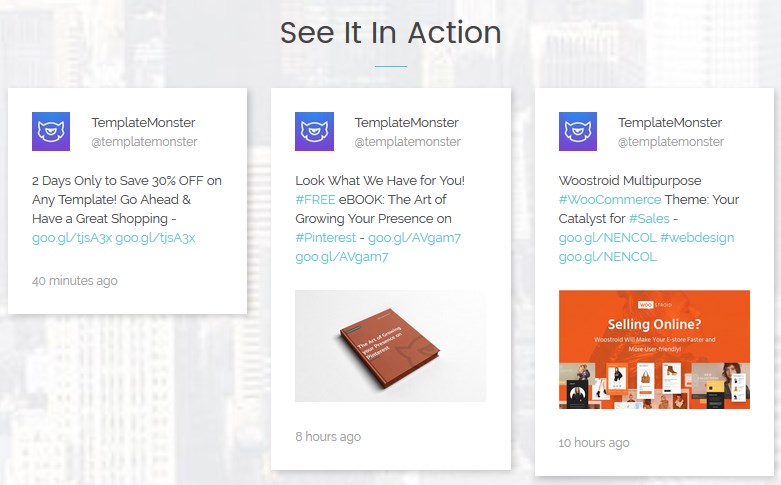 See It In Action
TemplateMonster
@templatemonster
2 Days Only to Save 30% OFF on
Any Template! Go Ahead &
Have a Great Shopping -
goo.gl/tjsA3x goo.gl/tjsA3x
40 minutes ago
TemplateMonster
@templatemonster
Look What We Have for You!
#FREE eBOOK: The Art of
Growing Your Presence on
#Pinterest - goo.gl/AVgam7
goo.gl/AVgam7
The Art of Growing
your Presence on
Pinterest
8 hours ago
TemplateMonster
@templatemonster
Woostroid Multipurpose
#WooCommerce Theme: Your
Catalyst for #Sales -
goo.gl/NENCOL #webdesign
goo.gl/NENCOL
WOOSTROID
Selling Online?
Woostroid Will Make Your E-store Faster and
More User-friendly!
10 hours ago